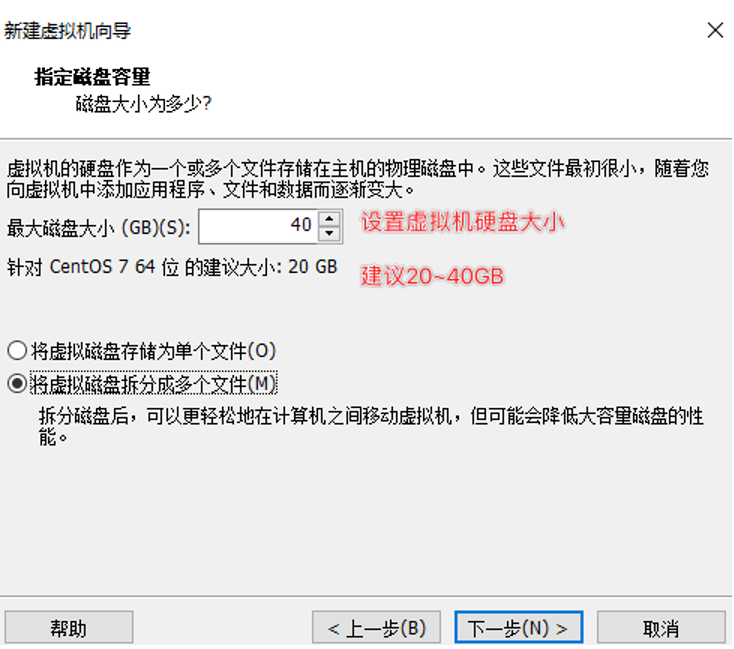 新建虚拟机向导
指定磁盘容量
磁盘大小为多少?
虚拟机的硬盘作为一个或多个文件存储在主机的物理磁盘中。这些文件最初很小，随着您
向虚拟机中添加应用程序、文件和数据而逐渐变大。
最大磁盘大小 (GB)(S): 40 设置虚拟机硬盘大小
针对 CentOS 7 64 位 的建议大小: 20 GB 建议20~40GB
将虚拟磁盘存储为单个文件(O)
将虚拟磁盘拆分成多个文件(M)
拆分磁盘后，可以更轻松地在计算机之间移动虚拟机，但可能会降低大容量磁盘的性
能。
帮助 < 上一步(B) 下一步(N) > 取消